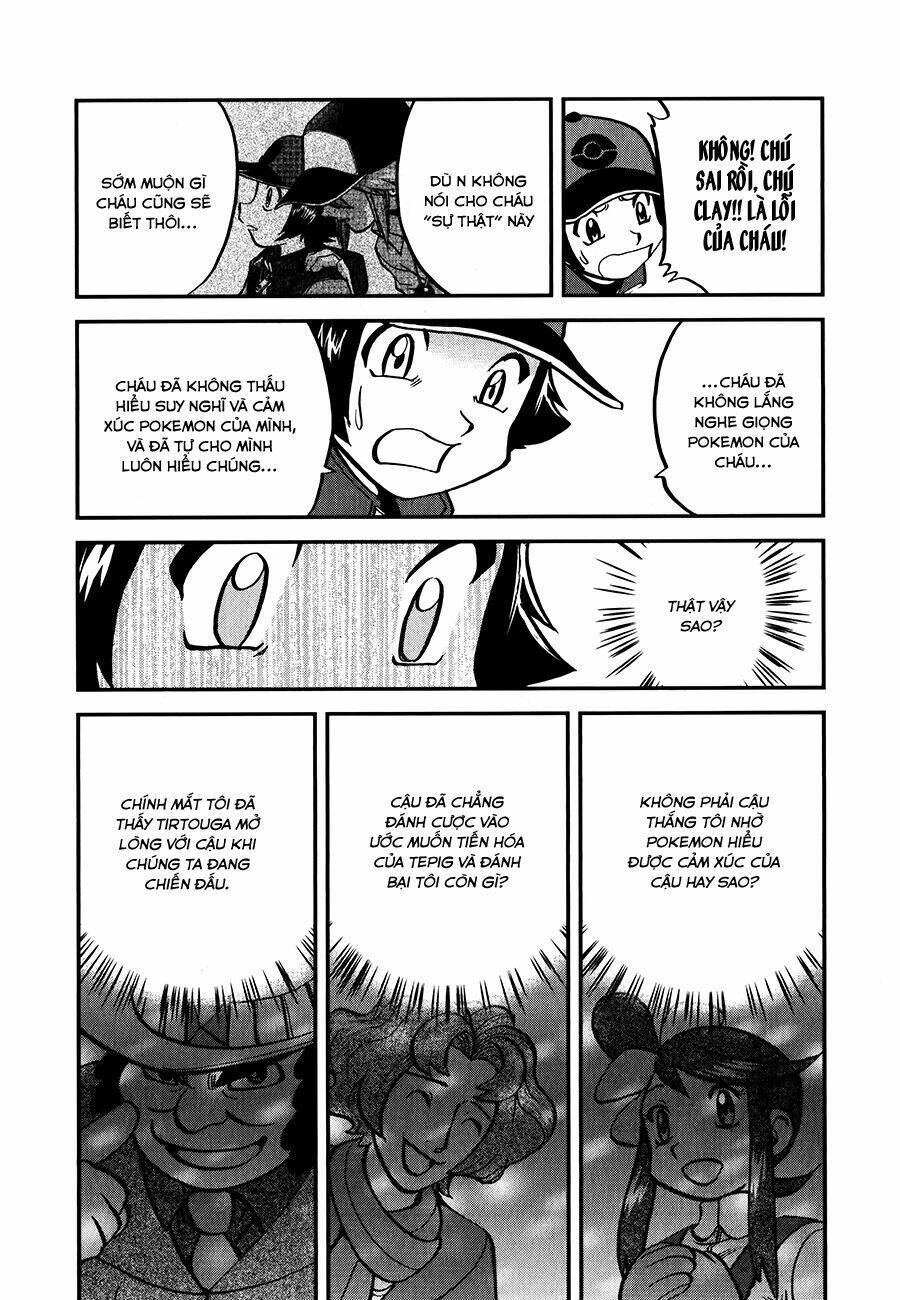 KHÔNG! CHÚ
SAI RỒI, CHÚ
CLAY!! LÀ LỖI
CỦA CHÁU!
DÙ N KHÔNG
NÓI CHO CHÁU
"SỰ THẬT" NÀY
SỚM MUỘN GÌ
CHÁU CŨNG SẼ
BIẾT THÔI...
...CHÁU ĐÃ
KHÔNG LẮNG
NGHE GIỌNG
POKEMON CỦA
CHÁU...
CHÁU ĐÃ KHÔNG THẤU
HIỂU SUY NGHĨ VÀ CẢM
XÚC POKEMON CỦA MÌNH,
VÀ ĐÃ TỰ CHO MÌNH
LUÔN HIỂU CHÚNG...
THẬT VẬY
SAO?
KHÔNG PHẢI CẬU
THẮNG TÔI NHỜ
POKEMON HIỂU
ĐƯỢC CẢM XÚC CỦA
CẬU HAY SAO?
CẬU ĐÃ CHẲNG
ĐÁNH CƯỢC VÀO
ƯỚC MUỐN TIẾN HÓA
CỦA TEPIG VÀ ĐÁNH
BẠI TÔI CÒN GÌ?
CHÍNH MẮT TÔI ĐÃ
THẤY TIRTOUGA MỞ
LÒNG VỚI CẬU KHI
CHÚNG TA ĐANG
CHIẾN ĐẤU.